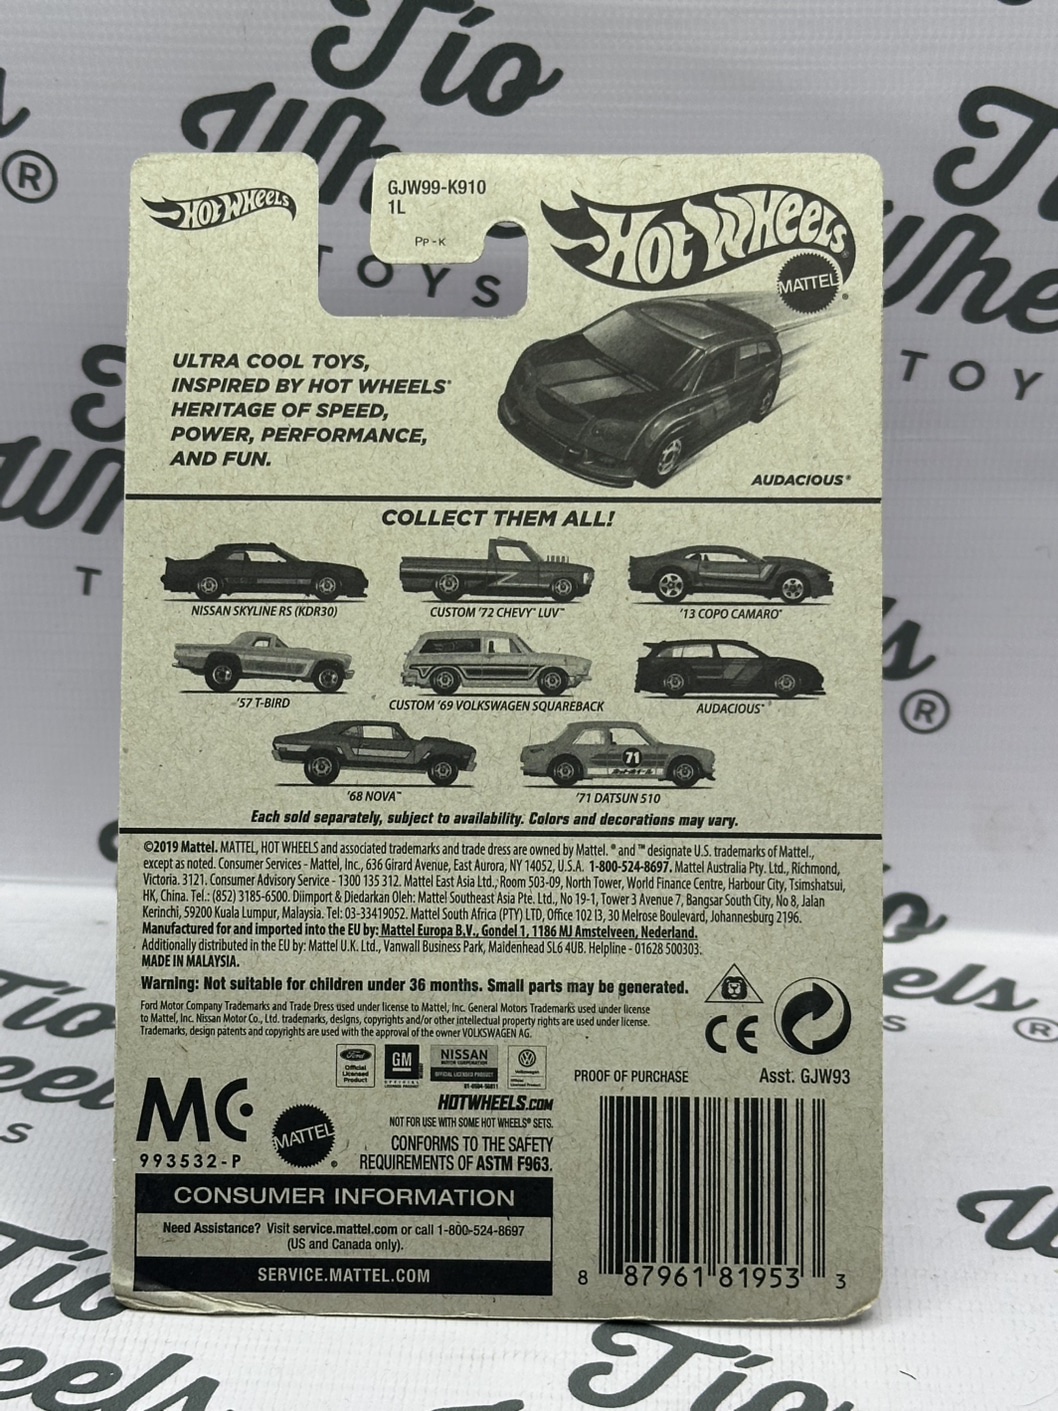 Tío
Wheels
TOYS
HOT WHEELS
GJW99-K910
1L
PP-K
HOT WHEELS
MATTEL
ULTRA COOL TOYS,
INSPIRED BY HOT WHEELS®
HERITAGE OF SPEED,
POWER, PERFORMANCE,
AND FUN.
AUDACIOUS®
COLLECT THEM ALL!
NISSAN SKYLINE RS (KDR30)
CUSTOM '72 CHEVY™ LUV™
'13 COPO CAMARO™
'57 T-BIRD
CUSTOM '69 VOLKSWAGEN SQUAREBACK
AUDACIOUS®
71
'68 NOVA™
'71 DATSUN 510
Each sold separately, subject to availability. Colors and decorations may vary.
©2019 Mattel. MATTEL, HOT WHEELS and associated trademarks and trade dress are owned by Mattel. ® and ™ designate U.S. trademarks of Mattel.,
except as noted. Consumer Services - Mattel, Inc., 636 Girard Avenue, East Aurora, NY 14052, U.S.A. 1-800-524-8697. Mattel Australia Pty. Ltd., Richmond,
Victoria. 3121. Consumer Advisory Service - 1300 135 312. Mattel East Asia Ltd., Room 503-09, North Tower, World Finance Centre, Harbour City, Tsimshatsui,
HK, China. Tel.: (852) 3185-6500. Diimport & Diedarkan Oleh: Mattel Southeast Asia Pte. Ltd., No 19-1, Tower 3 Avenue 7, Bangsar South City, No 8, Jalan
Kerinchi, 59200 Kuala Lumpur, Malaysia. Tel: 03-33419052. Mattel South Africa (PTY) LTD, Office 102 I3, 30 Melrose Boulevard, Johannesburg 2196.
Manufactured for and imported into the EU by: Mattel Europa B.V., Gondel 1, 1186 MJ Amstelveen, Nederland.
Additionally distributed in the EU by: Mattel U.K. Ltd., Vanwall Business Park, Maidenhead SL6 4UB. Helpline - 01628 500303.
MADE IN MALAYSIA.
Warning: Not suitable for children under 36 months. Small parts may be generated.
Ford Motor Company Trademarks and Trade Dress used under license to Mattel, Inc. General Motors Trademarks used under license
to Mattel, Inc. Nissan Motor Co., Ltd. trademarks, designs, copyrights and/or other intellectual property rights are used under license.
Trademarks, design patents and copyrights are used with the approval of the owner VOLKSWAGEN AG.
CE
Ford
Official
Licensed
Product
GM
NISSAN
Volkswagen
PROOF OF PURCHASE
Asst. GJW93
MC
993532-P
MATTEL
HOTWHEELS.COM
NOT FOR USE WITH SOME HOT WHEELS® SETS.
CONFORMS TO THE SAFETY
REQUIREMENTS OF ASTM F963.
CONSUMER INFORMATION
Need Assistance? Visit service.mattel.com or call 1-800-524-8697
(US and Canada only).
SERVICE.MATTEL.COM
8 87961 81953 3